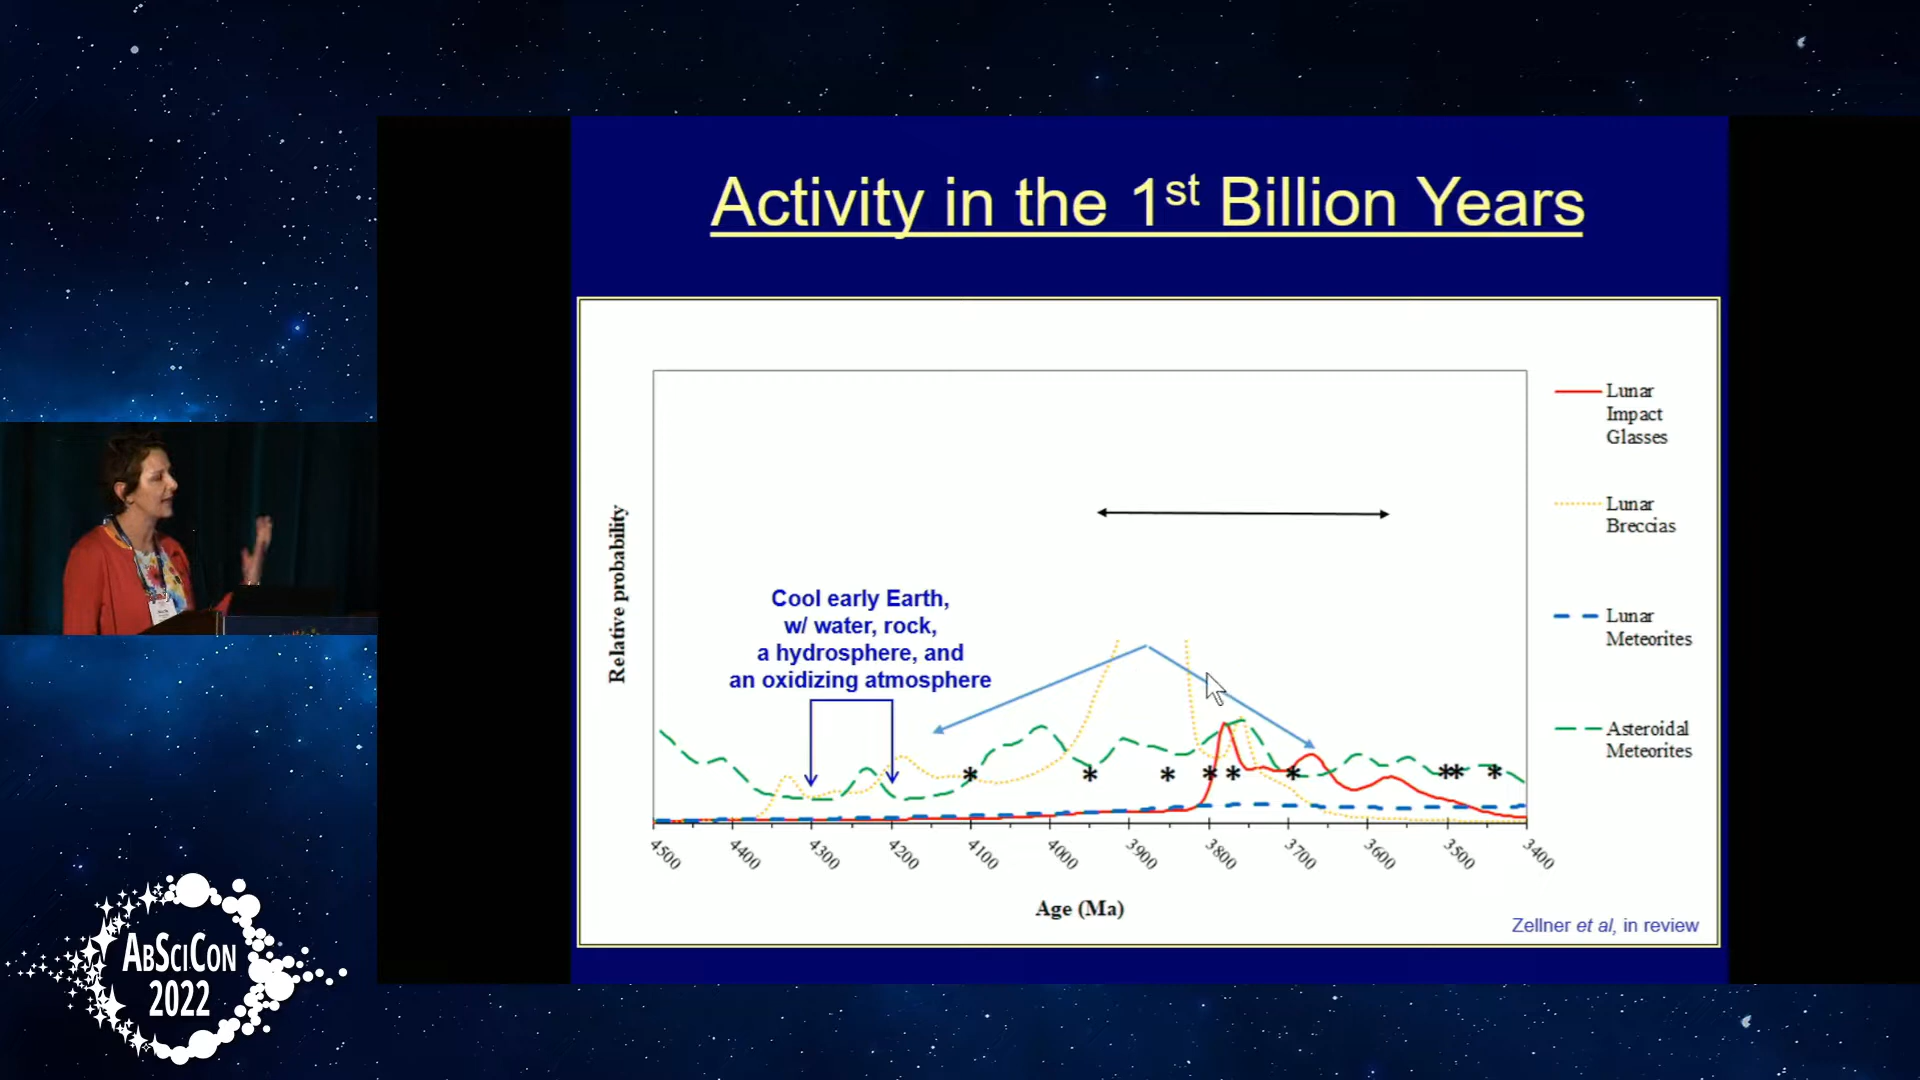 Activity in the 1st Billion Years
Lunar
Impact
Glasses
Lunar
Breccias
Lunar
Meteorites
Asteroidal
Meteorites
Relative probability
Cool early Earth,
w/ water, rock,
a hydrosphere, and
an oxidizing atmosphere
* * * * * * ** *
4500 4400 4300 4200 4100 4000 3900 3800 3700 3600 3500 3400
Age (Ma)
Zellner et al, in review
ABSCICON
2022